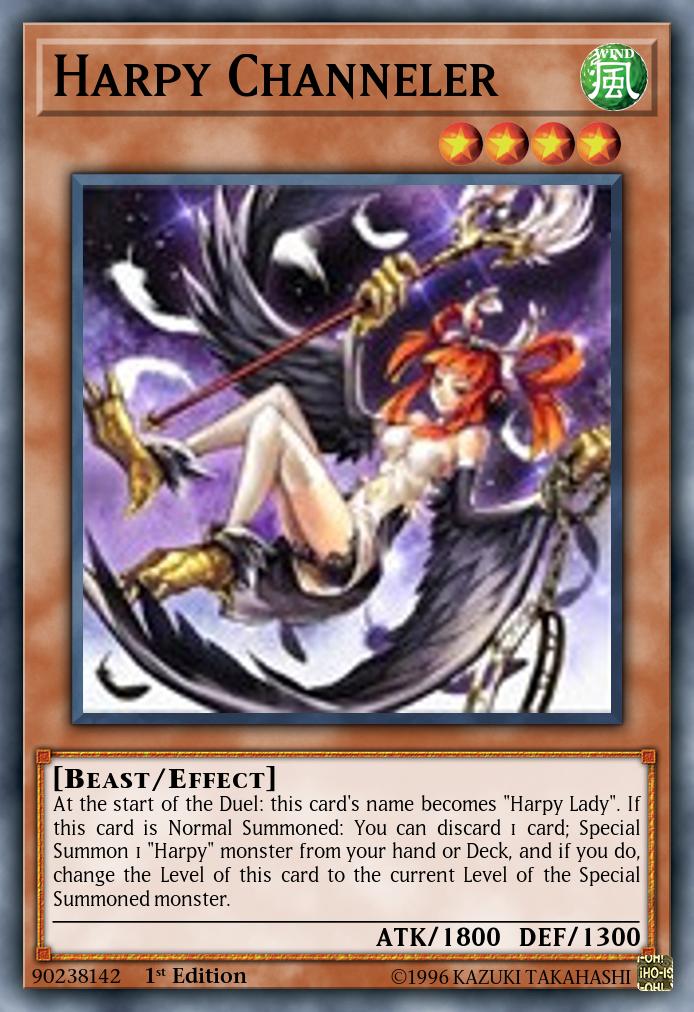 Harpy Channeler
WIND
風
[Beast/Effect]
At the start of the Duel: this card's name becomes "Harpy Lady". If
this card is Normal Summoned: You can discard 1 card; Special
Summon 1 "Harpy" monster from your hand or Deck, and if you do,
change the Level of this card to the current Level of the Special
Summoned monster.
ATK/1800 DEF/1300
90238142 1st Edition ©1996 KAZUKI TAKAHASHI